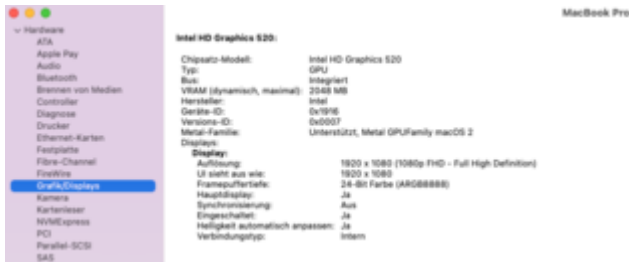 MacBook Pro
Hardware
ATA
Apple Pay
Audio
Bluetooth
Brennen von Medien
Controller
Diagnose
Drucker
Ethernet-Karten
Festplatte
Fibre-Channel
FireWire
Grafik/Displays
Kamera
Kartenleser
NVMExpress
PCI
Parallel-SCSI
SAS
Intel HD Graphics 520:
Chipsatz-Modell: Intel HD Graphics 520
Typ: GPU
Bus: Integriert
VRAM (dynamisch, maximal): 2048 MB
Hersteller: Intel
Geräte-ID: 0x1916
Versions-ID: 0x0007
Metal-Familie: Unterstützt, Metal GPUFamily macOS 2
Displays:
Display:
Auflösung: 1920 x 1080 (1080p FHD - Full High Definition)
UI sieht aus wie: 1920 x 1080
Framepuffertiefe: 24-Bit Farbe (ARGB8888)
Hauptdisplay: Ja
Synchronisierung: Aus
Eingeschaltet: Ja
Helligkeit automatisch anpassen: Ja
Verbindungstyp: Intern